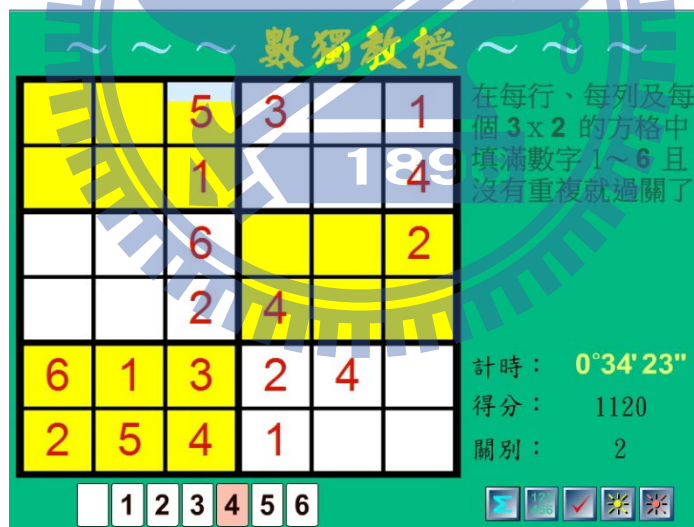 ~ ~ ~ 數獨教授 ~ ~ ~
5 3 1
1 4
6 2
2 4
6 1 3 2 4
2 5 4 1
在每行、每列及每
個 3 x 2 的方格中
填滿數字 1~6 且
沒有重複就過關了
計時： 0°34'23"
得分： 1120
關別： 2
1 2 3 4 5 6